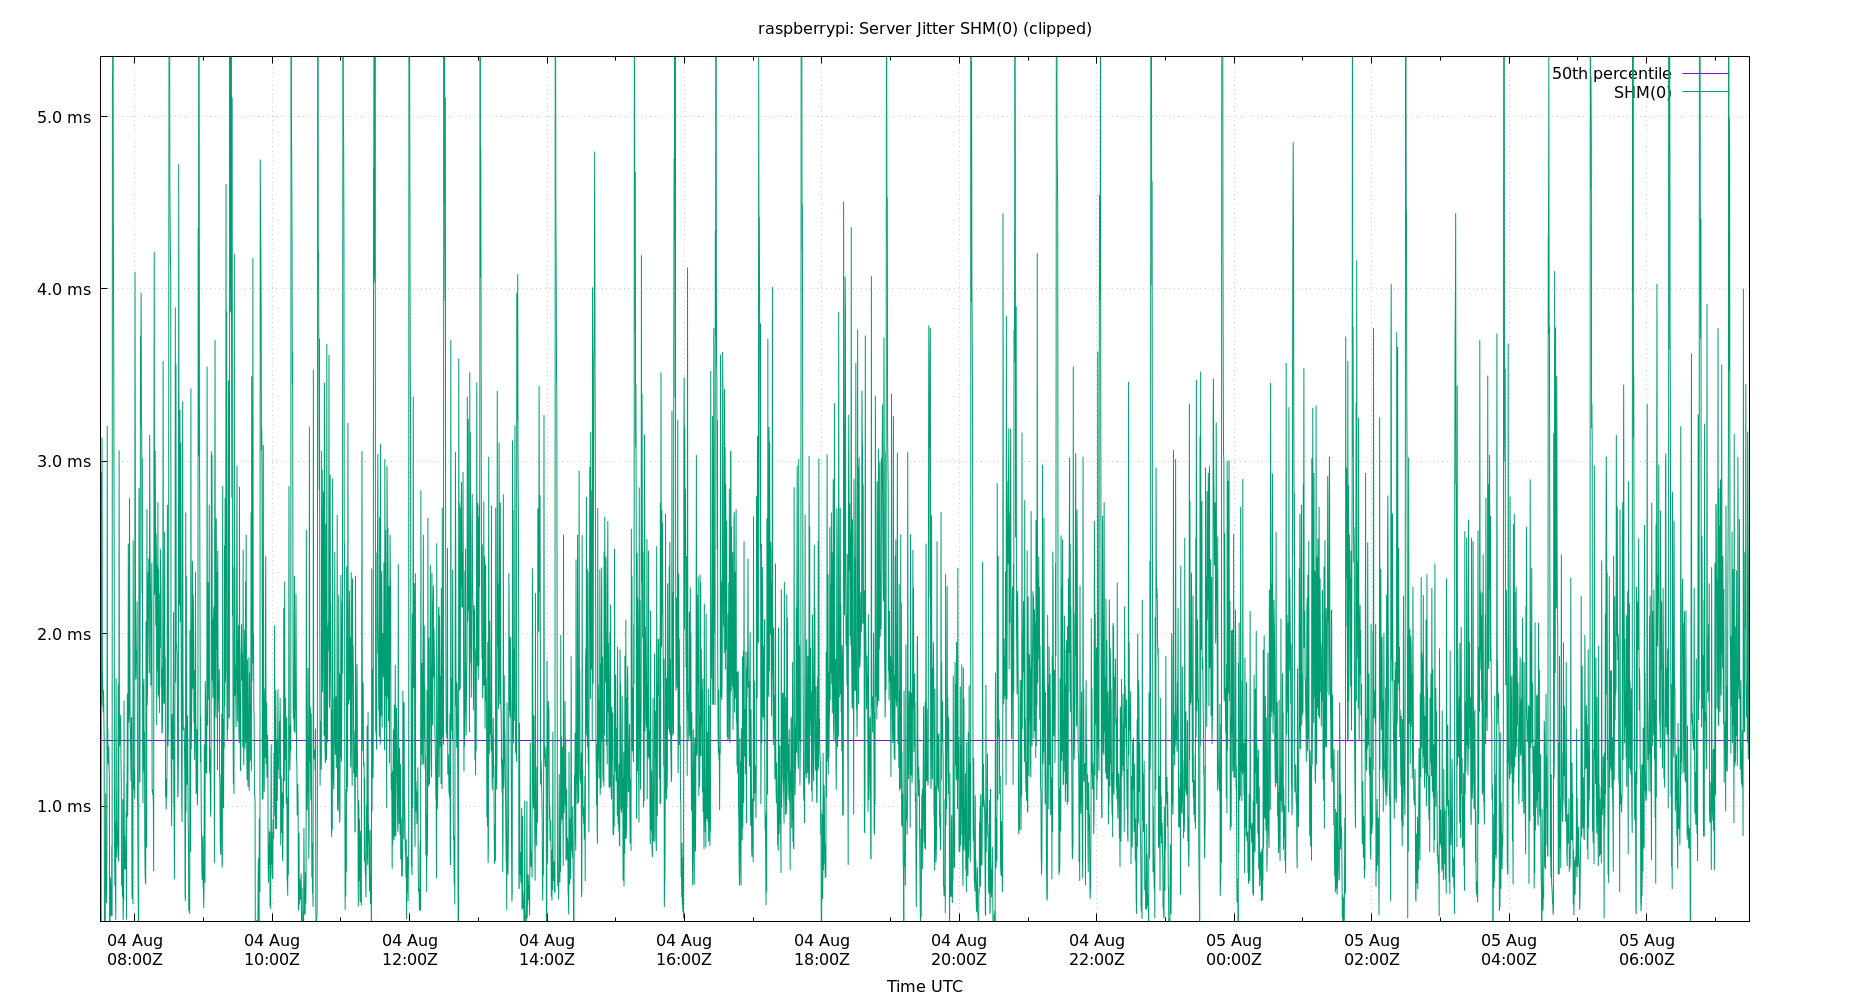 raspberrypi: Server Jitter SHM(0) (clipped)
50th percentile
SHM(0)
5.0 ms
4.0 ms
3.0 ms
2.0 ms
1.0 ms
04 Aug 04 Aug 04 Aug 04 Aug 04 Aug 04 Aug 04 Aug 04 Aug 05 Aug 05 Aug 05 Aug 05 Aug
08:00Z 10:00Z 12:00Z 14:00Z 16:00Z 18:00Z 20:00Z 22:00Z 00:00Z 02:00Z 04:00Z 06:00Z
Time UTC